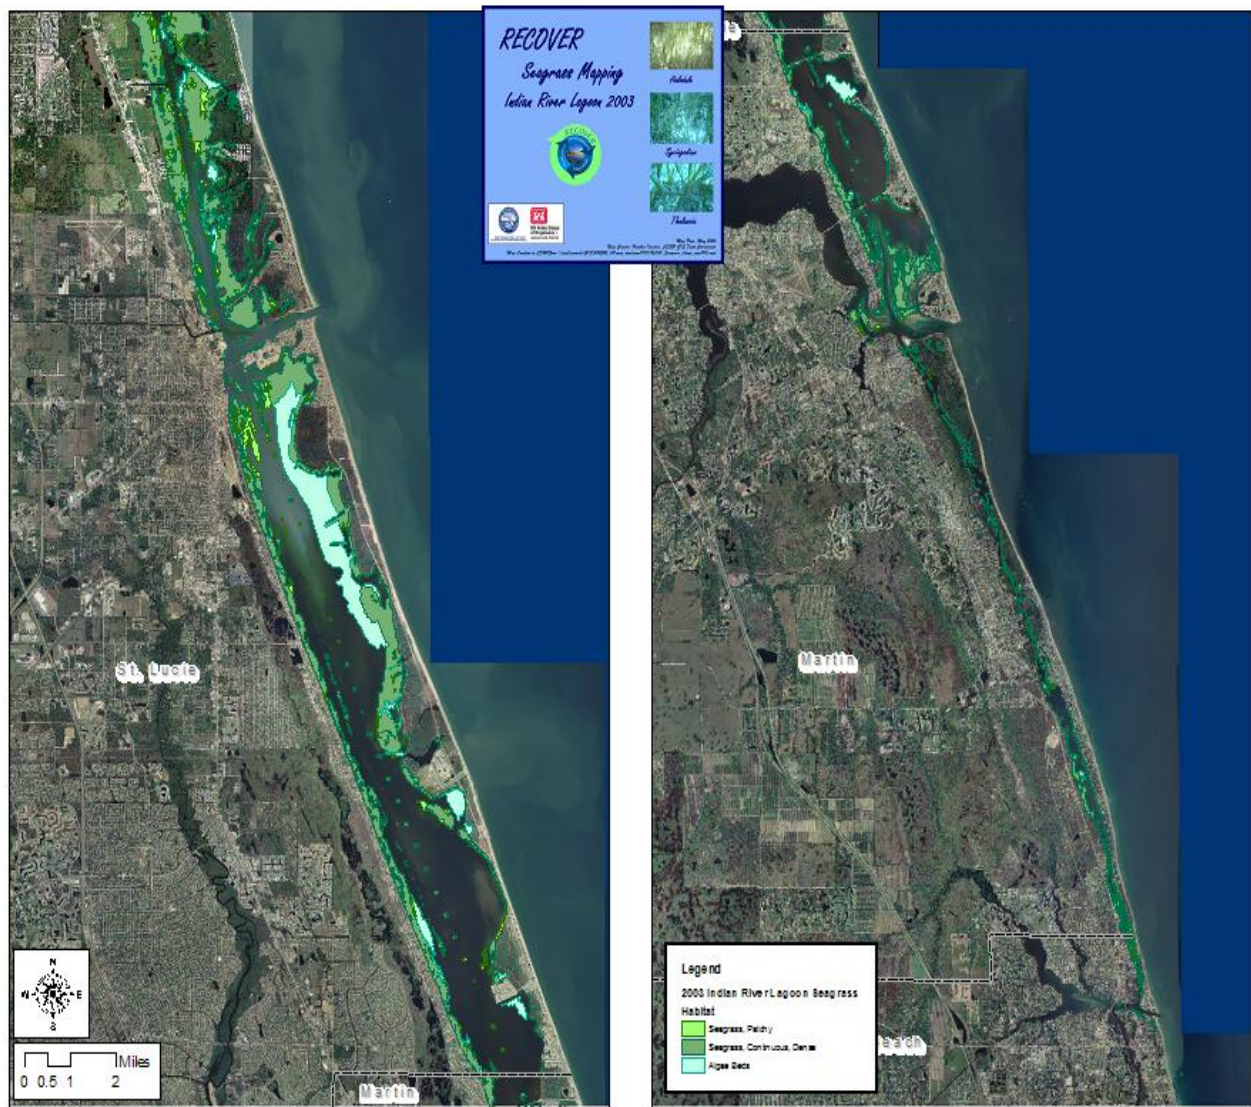 RECOVER
Seagrass Mapping
Indian River Lagoon 2003
Halodule
Syringodium
Thalassia
St. Lucie
Martin
N
W E
S
Miles
0 0.5 1 2
Martin
Legend
2003 Indian River Lagoon Seagrass
Habitat
Seagrass, Patchy
Seagrass, Continuous, Dense
Algae Beds
each